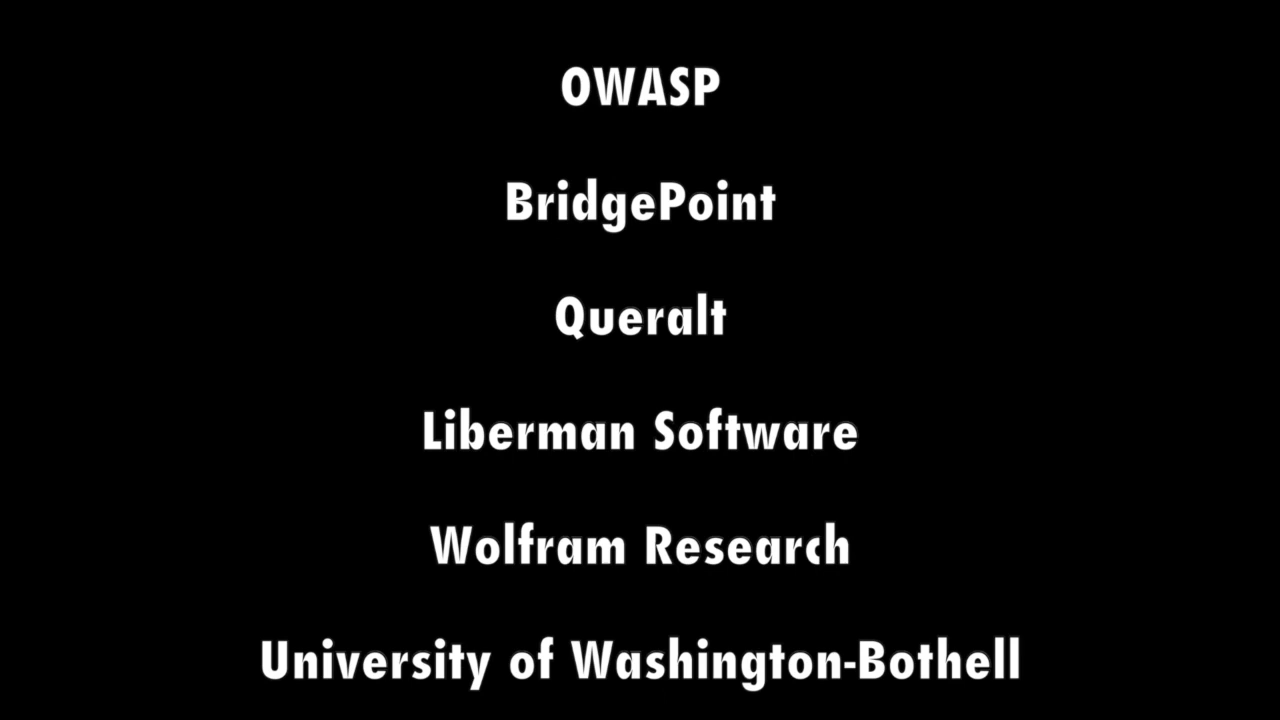 OWASP
BridgePoint
Queralt
Liberman Software
Wolfram Research
University of Washington-Bothell